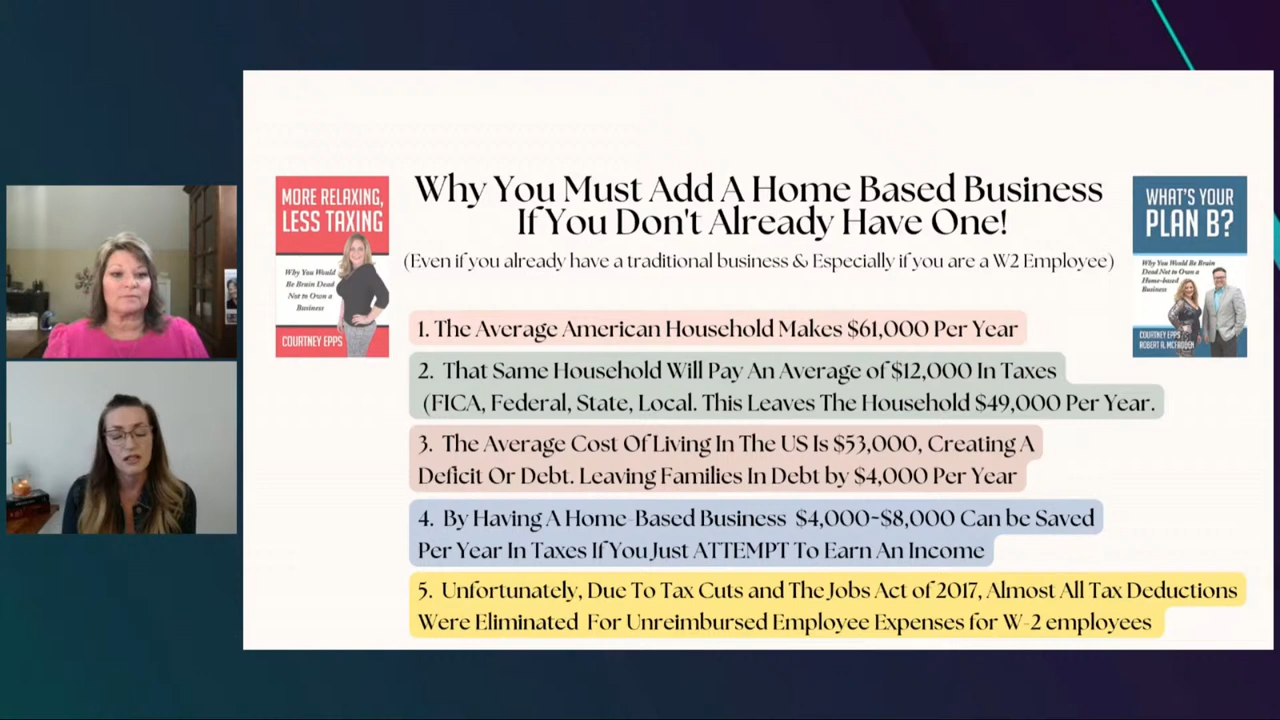 MORE RELAXING,
LESS TAXING
Why You Would
Be Brain Dead
Not to Own a
Business
COURTNEY EPPS
Why You Must Add A Home Based Business
If You Don't Already Have One!
(Even if you already have a traditional business & Especially if you are a W2 Employee)
WHAT'S YOUR
PLAN B?
Why You Would Be Brain
Dead Not to Own a
Home-based
Business
COURTNEY EPPS
ROBERT A. MCFADDEN
1. The Average American Household Makes $61,000 Per Year
2. That Same Household Will Pay An Average of $12,000 In Taxes
(FICA, Federal, State, Local. This Leaves The Household $49,000 Per Year.
3. The Average Cost Of Living In The US Is $53,000, Creating A
Deficit Or Debt. Leaving Families In Debt by $4,000 Per Year
4. By Having A Home-Based Business $4,000-$8,000 Can be Saved
Per Year In Taxes If You Just ATTEMPT To Earn An Income
5. Unfortunately, Due To Tax Cuts and The Jobs Act of 2017, Almost All Tax Deductions
Were Eliminated For Unreimbursed Employee Expenses for W-2 employees